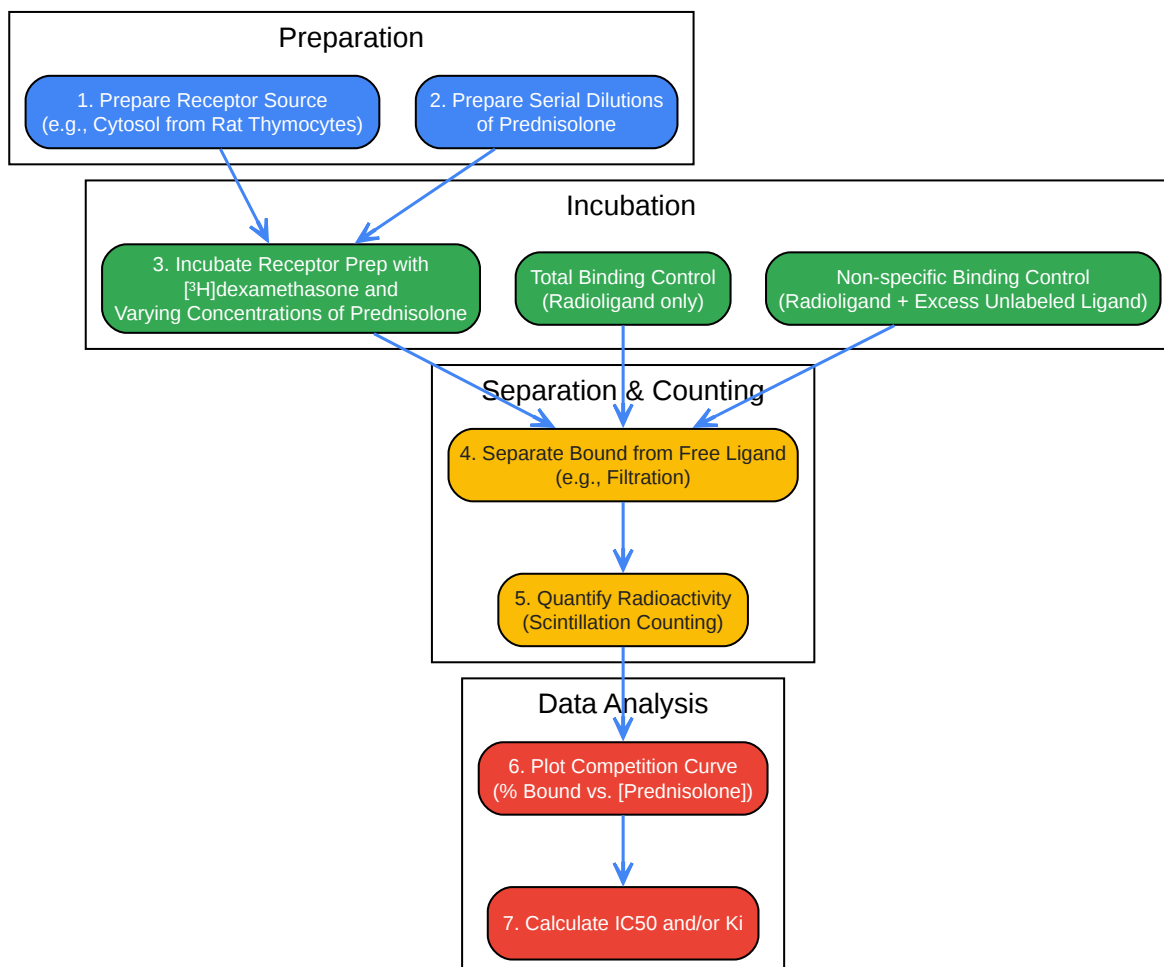 Preparation
1. Prepare Receptor Source
(e.g., Cytosol from Rat Thymocytes)
2. Prepare Serial Dilutions
of Prednisolone
Incubation
3. Incubate Receptor Prep with
[³H]dexamethasone and
Varying Concentrations of Prednisolone
Total Binding Control
(Radioligand only)
Non-specific Binding Control
(Radioligand + Excess Unlabeled Ligand)
Separation & Counting
4. Separate Bound from Free Ligand
(e.g., Filtration)
5. Quantify Radioactivity
(Scintillation Counting)
Data Analysis
6. Plot Competition Curve
(% Bound vs. [Prednisolone])
7. Calculate IC50 and/or Ki